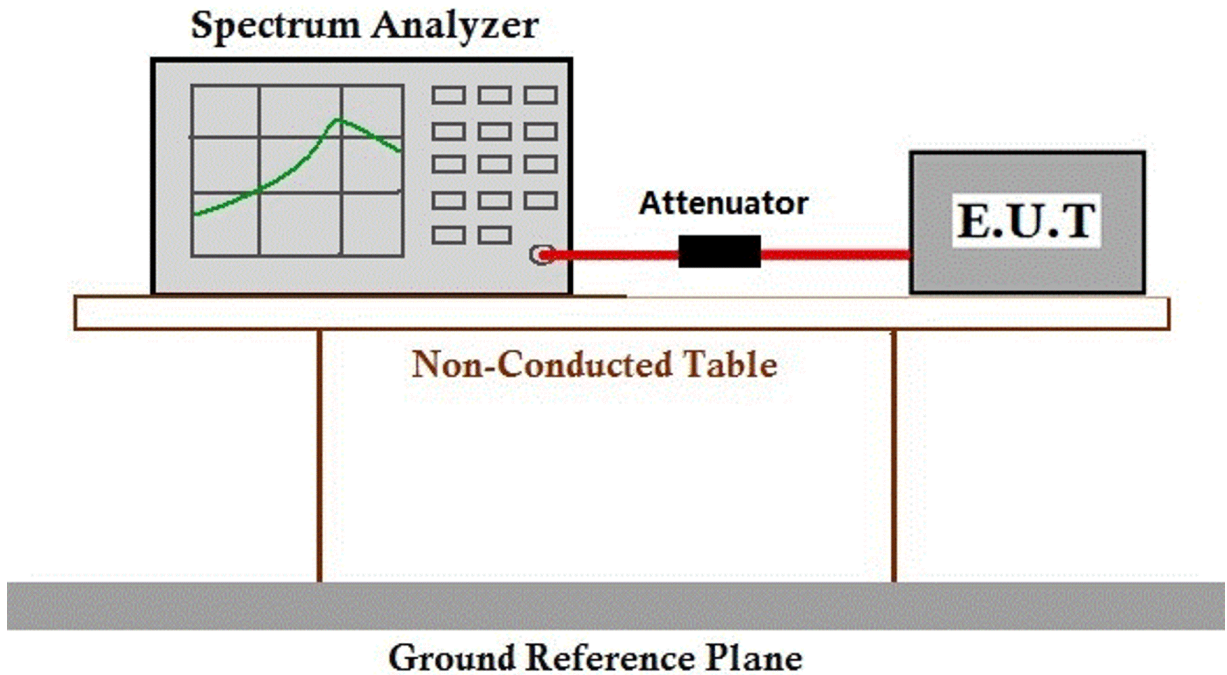 Spectrum Analyzer
Attenuator
E.U.T
Non-Conducted Table
Ground Reference Plane